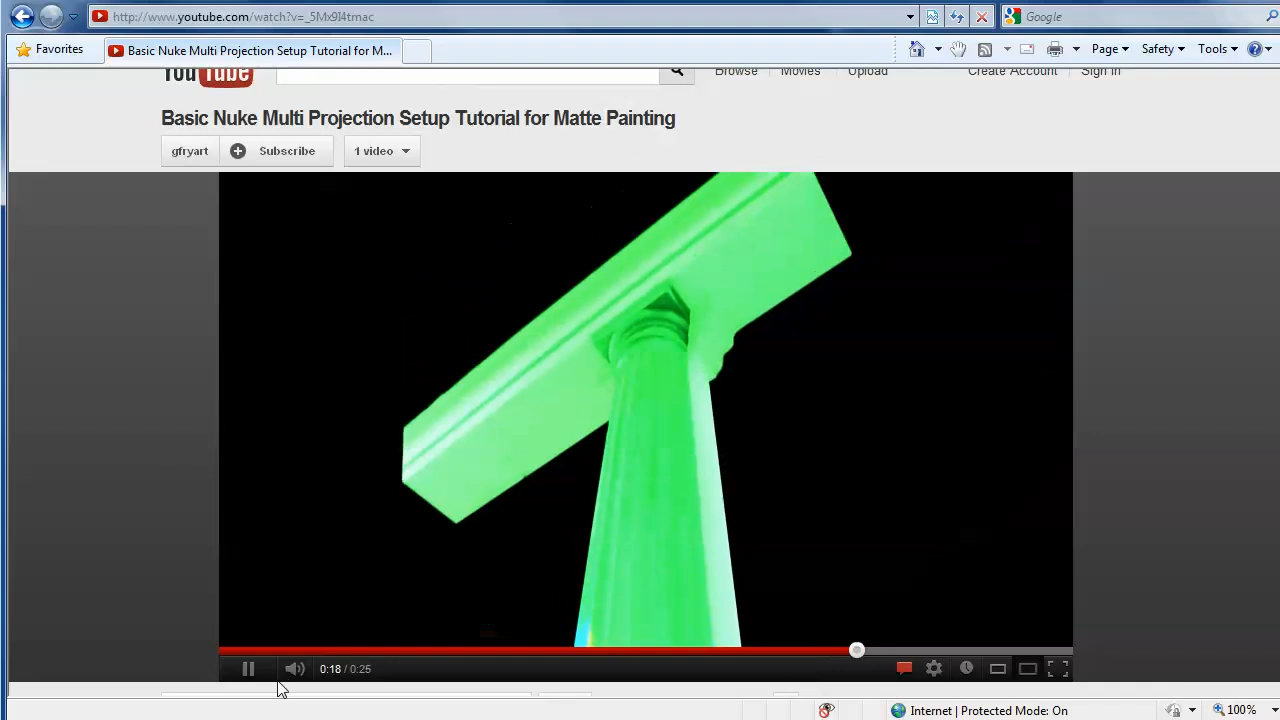 http://www.youtube.com/watch?v=_5Mx9I4tmac
Google
Favorites
Basic Nuke Multi Projection Setup Tutorial for M...
Page
Safety
Tools
YouTube
Browse
Movies
Upload
Create Account
Sign In
Basic Nuke Multi Projection Setup Tutorial for Matte Painting
gfryart
Subscribe
1 video
0:18 / 0:25
Internet | Protected Mode: On
100%